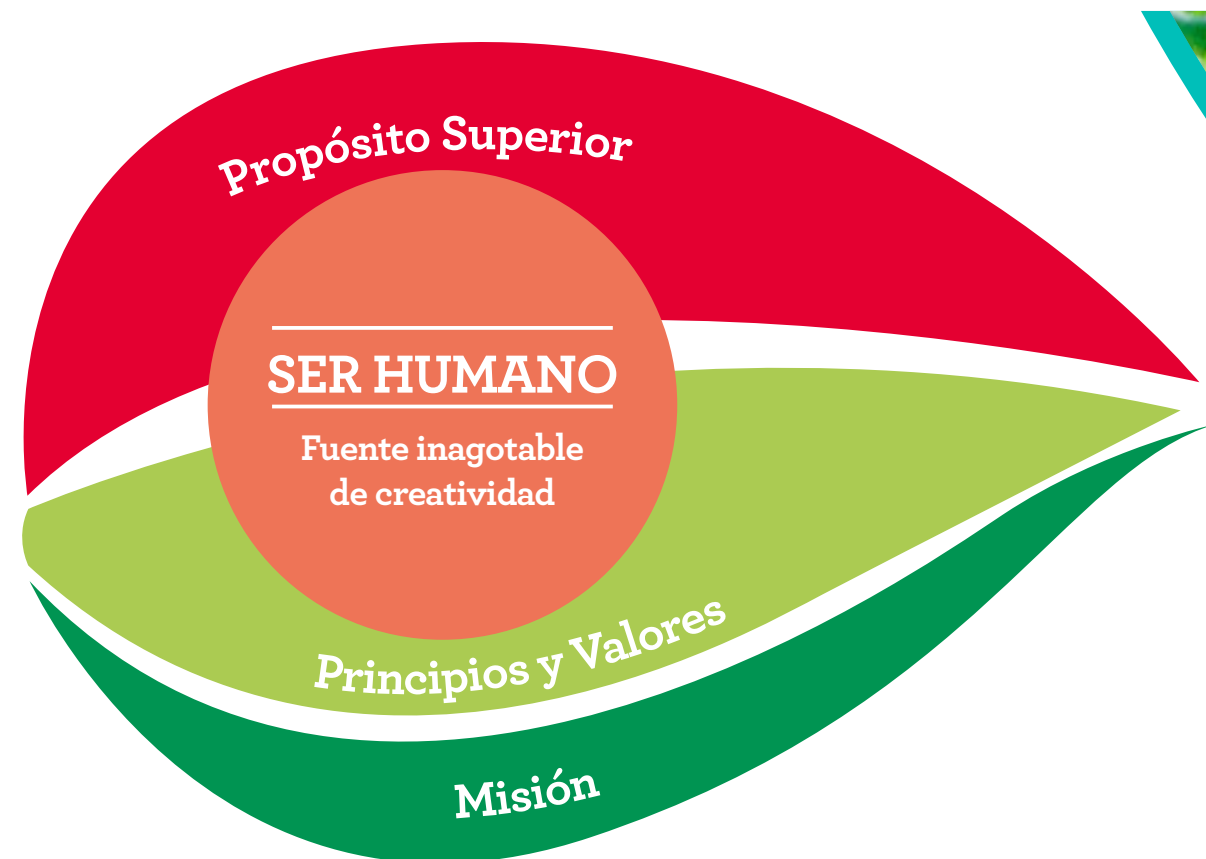 Propósito Superior
SER HUMANO
Fuente inagotable
de creatividad
Principios y Valores
Misión